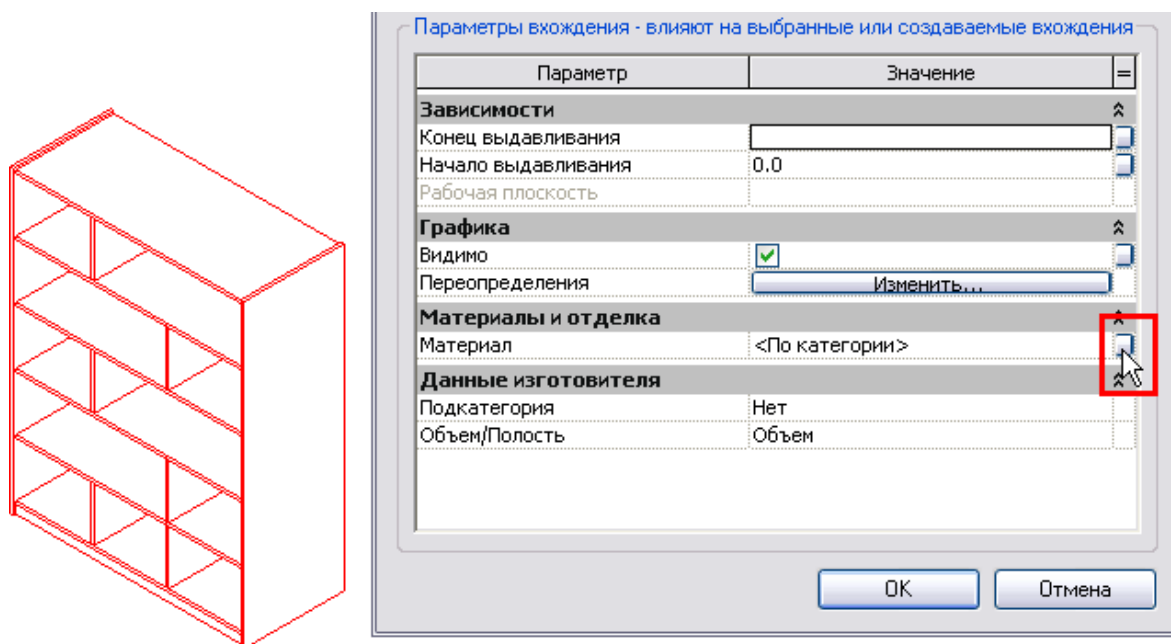 Параметры вхождения - влияют на выбранные или создаваемые вхождения
Параметр Значение =
Зависимости
Конец выдавливания
Начало выдавливания 0.0
Рабочая плоскость
Графика
Видимо
Переопределения Изменить...
Материалы и отделка
Материал <По категории>
Данные изготовителя
Подкатегория Нет
Объем/Полость Объем
OK Отмена